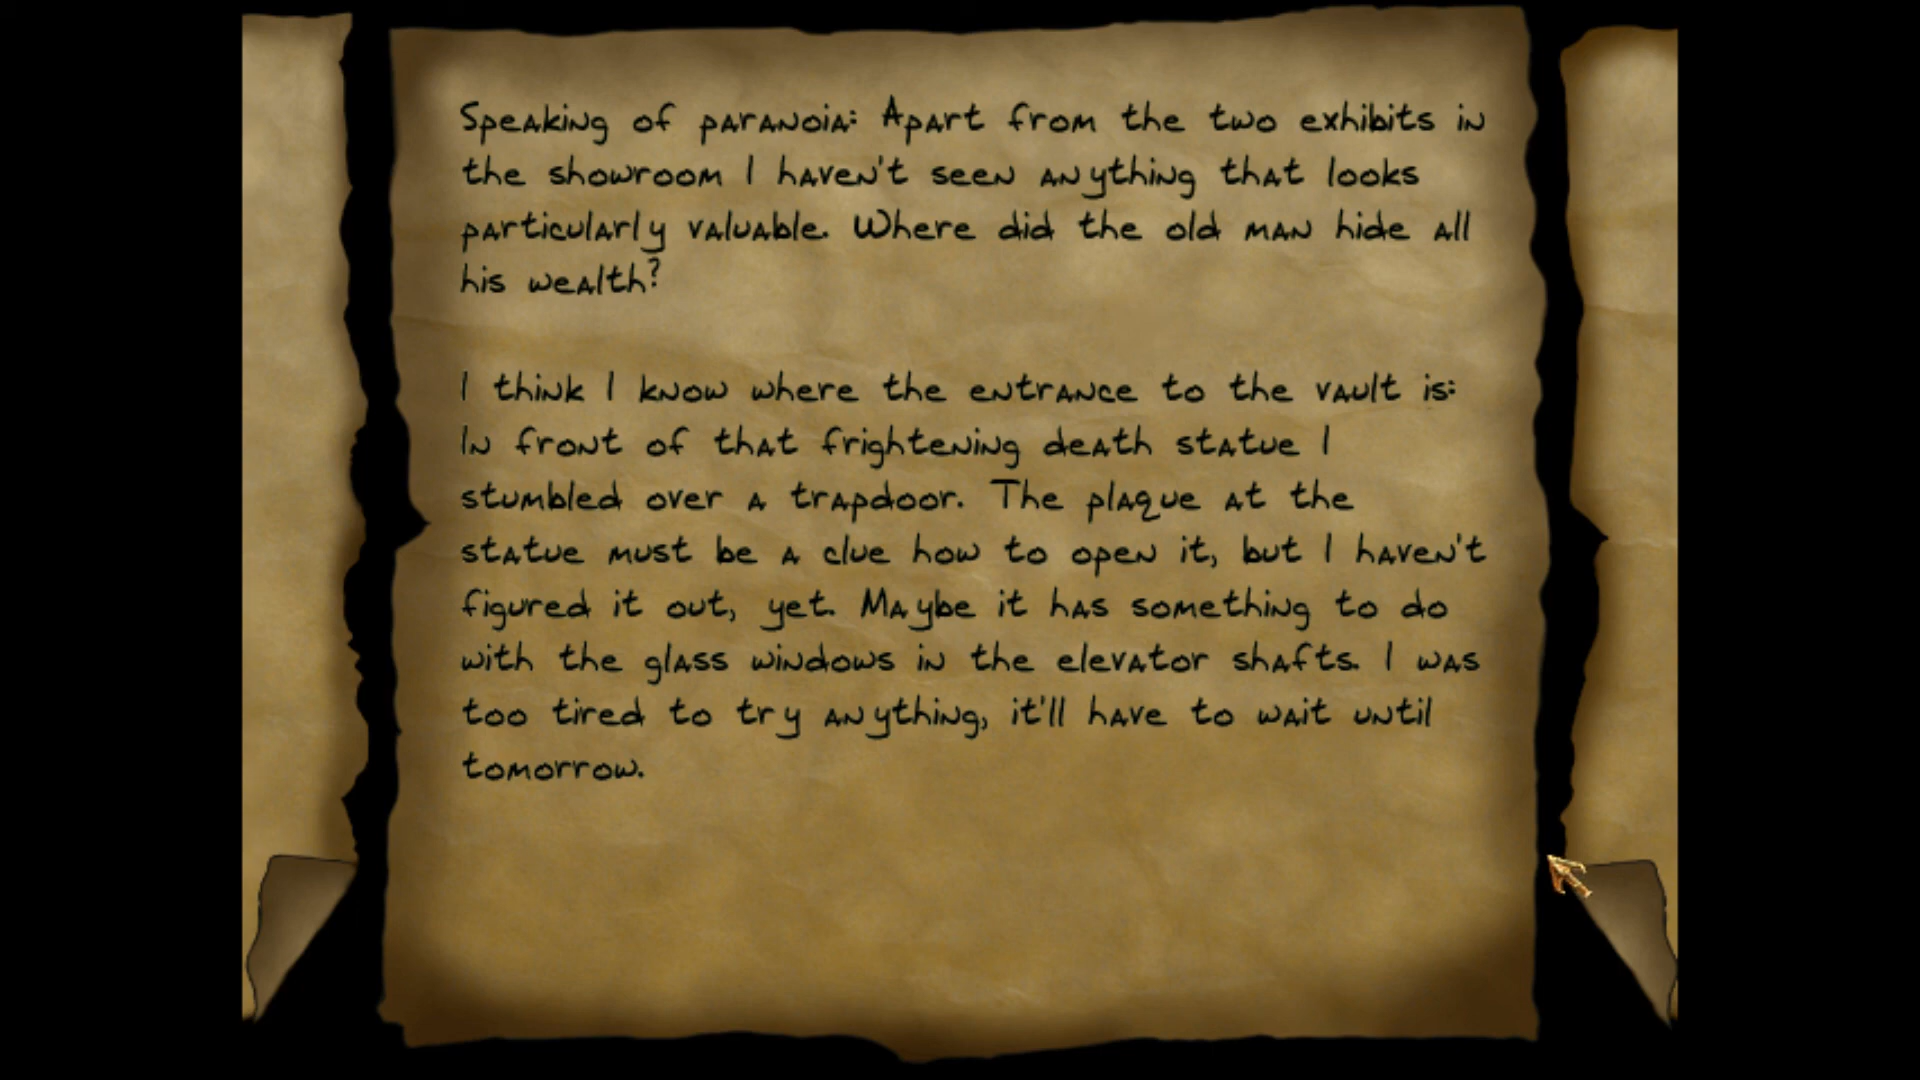 Speaking of paranoia: Apart from the two exhibits in
the showroom I haven't seen anything that looks
particularly valuable. Where did the old man hide all
his wealth?
I think I know where the entrance to the vault is:
In front of that frightening death statue I
stumbled over a trapdoor. The plaque at the
statue must be a clue how to open it, but I haven't
figured it out, yet. Maybe it has something to do
with the glass windows in the elevator shafts. I was
too tired to try anything, it'll have to wait until
tomorrow.